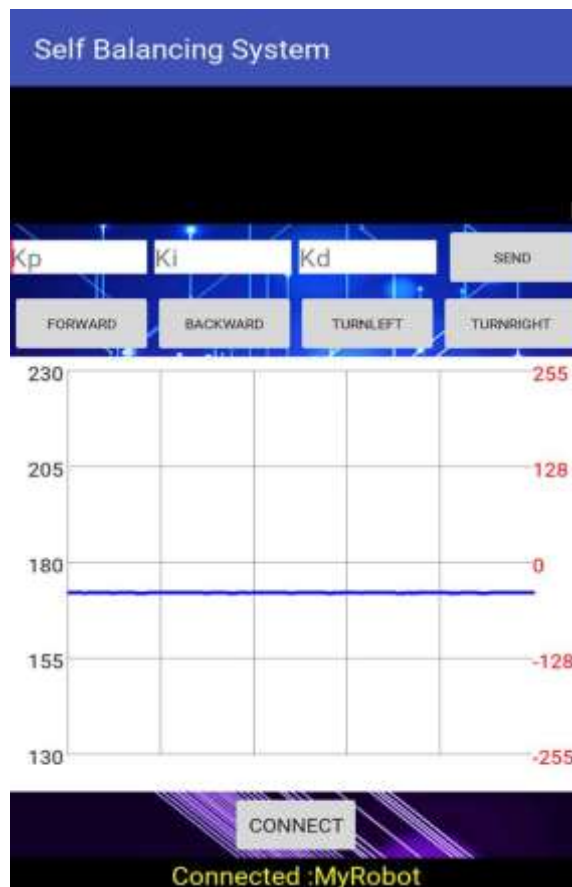 Self Balancing System
Kp Ki Kd SEND
FORWARD BACKWARD TURNLEFT TURNRIGHT
230 255
205 128
180 0
155 -128
130 -255
CONNECT
Connected :MyRobot